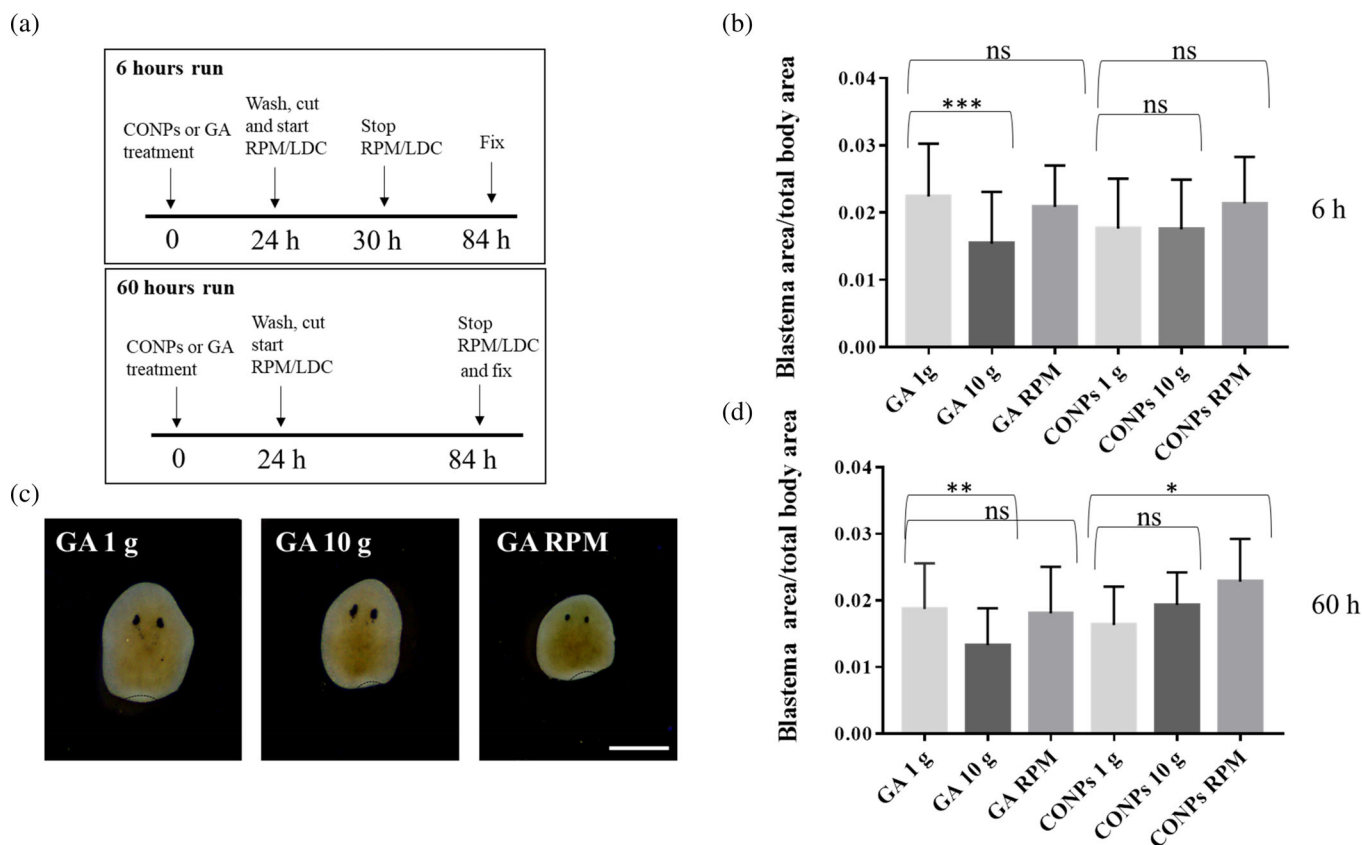 (a)
6 hours run
CONPs or GA
treatment
Wash, cut
and start
RPM/LDC
Stop
RPM/LDC
Fix
0 24 h 30 h 84 h
60 hours run
CONPs or GA
treatment
Wash, cut
start
RPM/LDC
Stop
RPM/LDC
and fix
0 24 h 84 h
(b)
ns ns
*** ns
Blastema area/total body area
0.04
0.03
0.02
0.01
0.00
GA 1g
GA 10 g
GA RPM
CONPs 1 g
CONPs 10 g
CONPs RPM
6 h
(c)
GA 1 g
GA 10 g
GA RPM
(d)
** *
ns ns
Blastema area/total body area
0.04
0.03
0.02
0.01
0.00
GA 1 g
GA 10 g
GA RPM
CONPs 1 g
CONPs 10 g
CONPs RPM
60 h